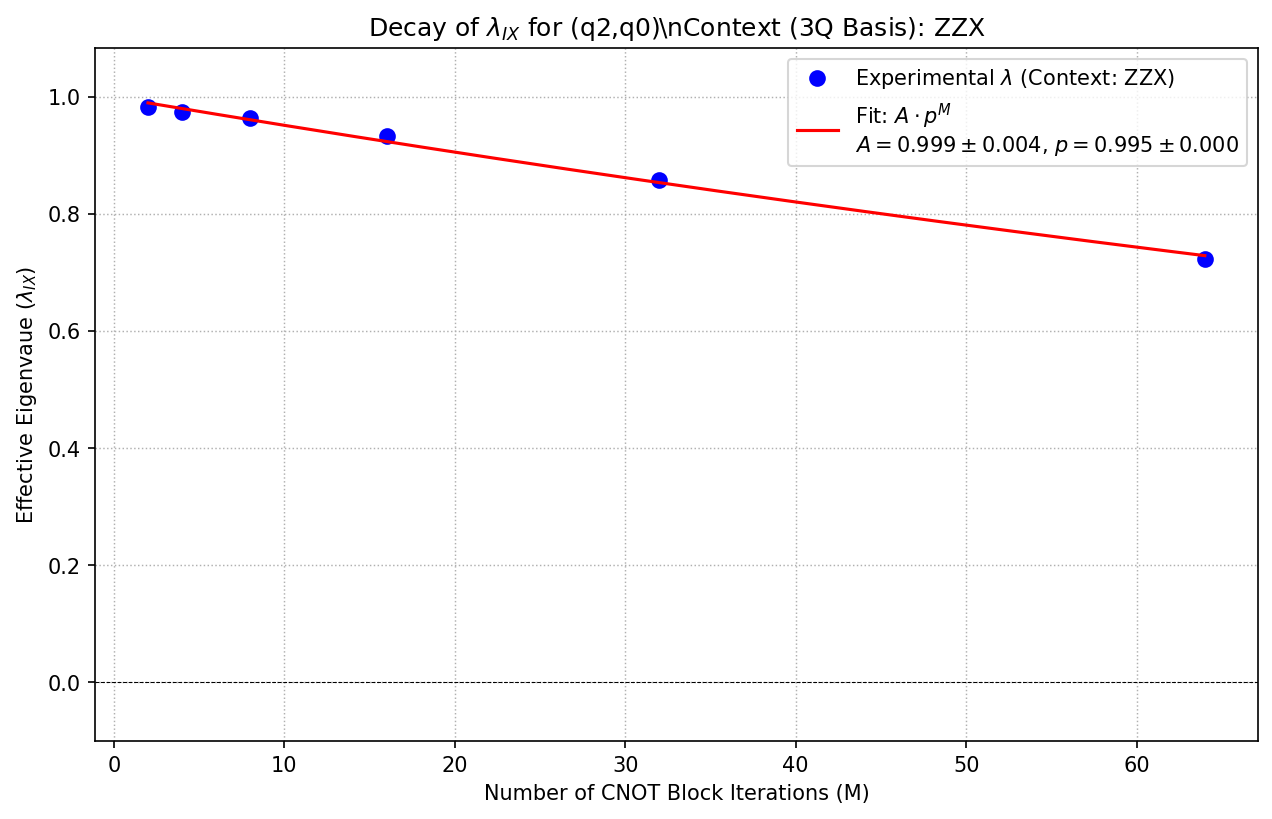 Decay of λ_IX for (q2,q0)\nContext (3Q Basis): ZZX
Experimental λ (Context: ZZX)
Fit: A · p^M
A = 0.999 ± 0.004, p = 0.995 ± 0.000
Effective Eigenvaue (λ_IX)
1.0
0.8
0.6
0.4
0.2
0.0
0 10 20 30 40 50 60
Number of CNOT Block Iterations (M)